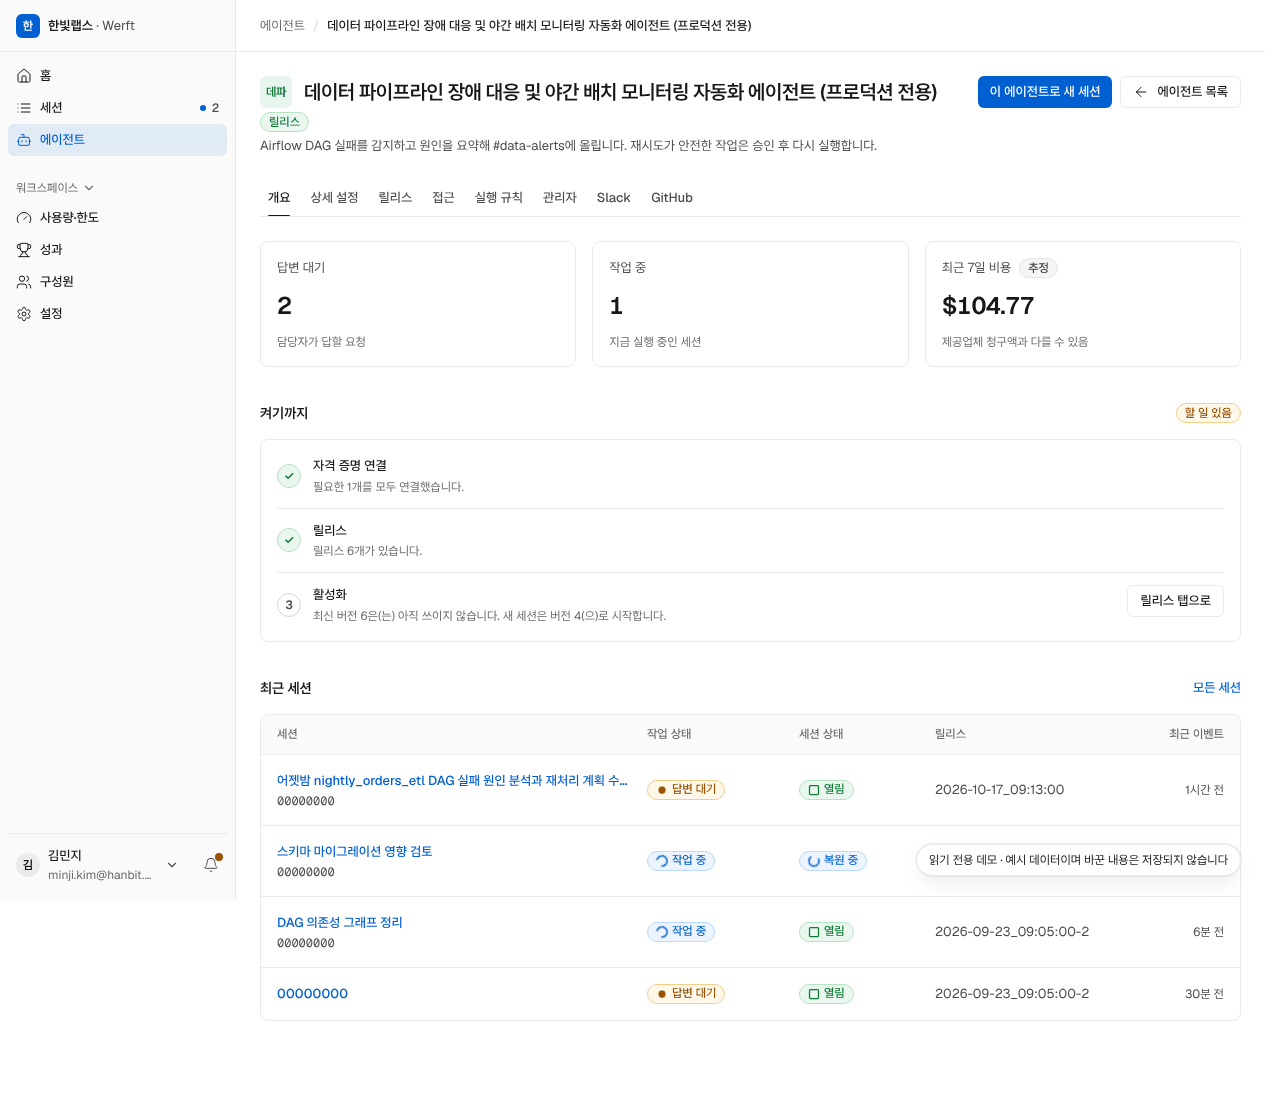 한 한빛랩스 · Werft
에이전트 / 데이터 파이프라인 장애 대응 및 야간 배치 모니터링 자동화 에이전트 (프로덕션 전용)
홈
세션 2
에이전트
워크스페이스
사용량·한도
성과
구성원
설정
김 김민지
minji.kim@hanbit....
데파 데이터 파이프라인 장애 대응 및 야간 배치 모니터링 자동화 에이전트 (프로덕션 전용)
이 에이전트로 새 세션
에이전트 목록
릴리스
Airflow DAG 실패를 감지하고 원인을 요약해 #data-alerts에 올립니다. 재시도가 안전한 작업은 승인 후 다시 실행합니다.
개요 상세 설정 릴리스 접근 실행 규칙 관리자 Slack GitHub
답변 대기
2
담당자가 답할 요청
작업 중
1
지금 실행 중인 세션
최근 7일 비용 추정
$104.77
제공업체 청구액과 다를 수 있음
켜기까지 할 일 있음
자격 증명 연결
필요한 1개를 모두 연결했습니다.
릴리스
릴리스 6개가 있습니다.
3 활성화
최신 버전 6은(는) 아직 쓰이지 않습니다. 새 세션은 버전 4(으)로 시작합니다.
릴리스 탭으로
최근 세션 모든 세션
세션 작업 상태 세션 상태 릴리스 최근 이벤트
어젯밤 nightly_orders_etl DAG 실패 원인 분석과 재처리 계획 수...
00000000
답변 대기 열림 2026-10-17_09:13:00 1시간 전
스키마 마이그레이션 영향 검토
00000000
작업 중 복원 중
읽기 전용 데모 · 예시 데이터이며 바꾼 내용은 저장되지 않습니다
DAG 의존성 그래프 정리
00000000
작업 중 열림 2026-09-23_09:05:00-2 6분 전
00000000 답변 대기 열림 2026-09-23_09:05:00-2 30분 전